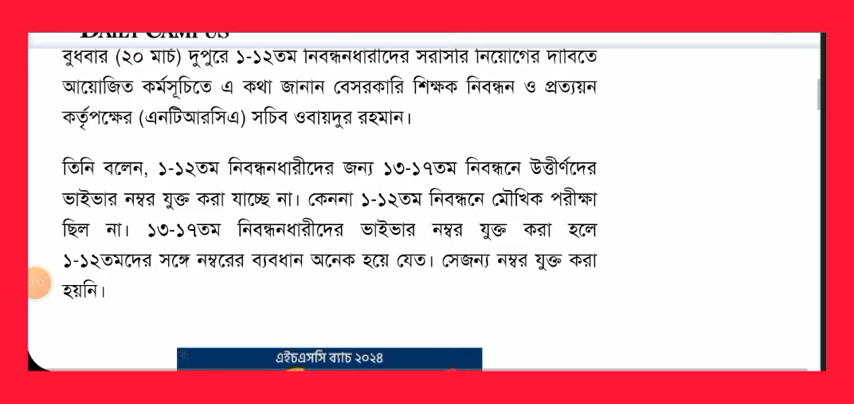 DAILY CAMPUS
বুধবার (২০ মার্চ) দুপুরে ১-১২তম নিবন্ধনধারীদের সরাসরি নিয়োগের দাবিতে
আয়োজিত কর্মসূচিতে এ কথা জানান বেসরকারি শিক্ষক নিবন্ধন ও প্রত্যয়ন
কর্তৃপক্ষের (এনটিআরসিএ) সচিব ওবায়দুর রহমান।
তিনি বলেন, ১-১২তম নিবন্ধনধারীদের জন্য ১৩-১৭তম নিবন্ধনে উত্তীর্ণদের
ভাইভার নম্বর যুক্ত করা যাচ্ছে না। কেননা ১-১২তম নিবন্ধনে মৌখিক পরীক্ষা
ছিল না। ১৩-১৭তম নিবন্ধনধারীদের ভাইভার নম্বর যুক্ত করা হলে
১-১২তমদের সঙ্গে নম্বরের ব্যবধান অনেক হয়ে যেত। সেজন্য নম্বর যুক্ত করা
হয়নি।
এইচএসসি ব্যাচ ২০২৪